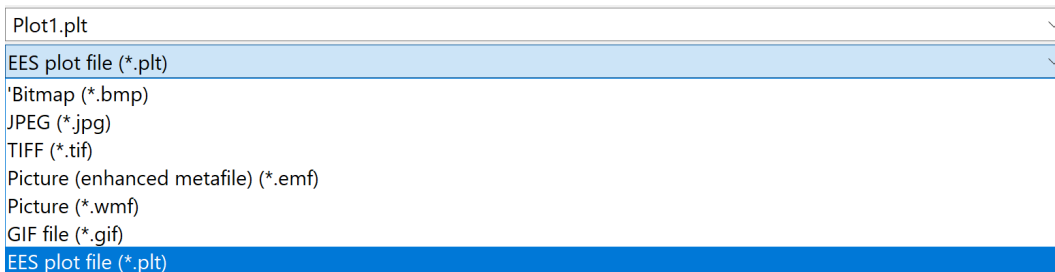 Plot1.plt
EES plot file (*.plt)
'Bitmap (*.bmp)
JPEG (*.jpg)
TIFF (*.tif)
Picture (enhanced metafile) (*.emf)
Picture (*.wmf)
GIF file (*.gif)
EES plot file (*.plt)